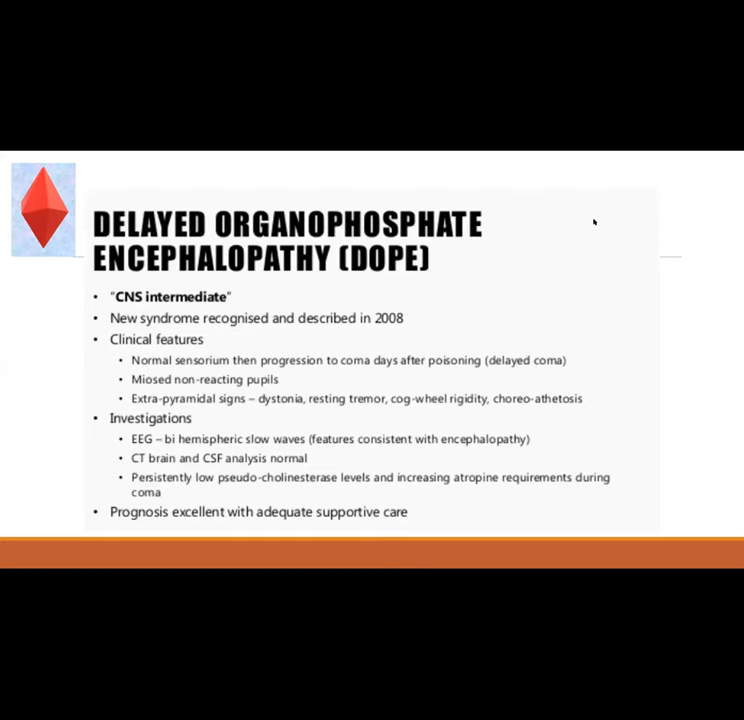 DELAYED ORGANOPHOSPHATE
ENCEPHALOPATHY (DOPE)
• "CNS intermediate"
• New syndrome recognised and described in 2008
• Clinical features
• Normal sensorium then progression to coma days after poisoning (delayed coma)
• Miosed non-reacting pupils
• Extra-pyramidal signs – dystonia, resting tremor, cog-wheel rigidity, choreo-athetosis
• Investigations
• EEG – bi hemispheric slow waves (features consistent with encephalopathy)
• CT brain and CSF analysis normal
• Persistently low pseudo-cholinesterase levels and increasing atropine requirements during
coma
• Prognosis excellent with adequate supportive care